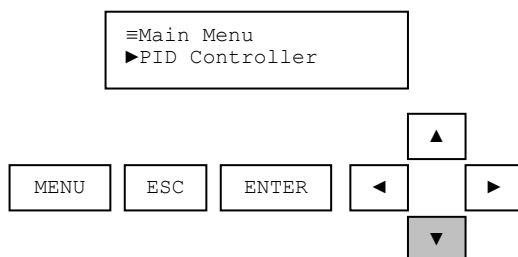 ≡Main Menu
►PID Controller
▲
MENU ESC ENTER ◄ ►
▼